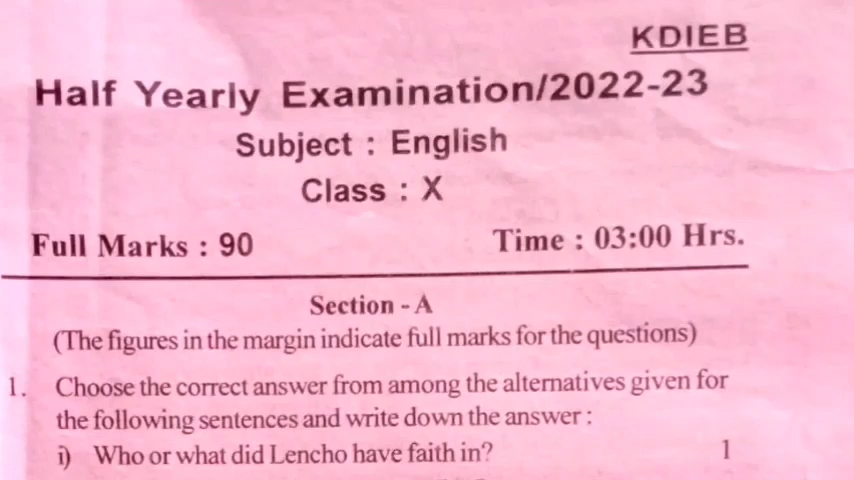 KDIEB
Half Yearly Examination/2022-23
Subject : English
Class : X
Full Marks : 90 Time : 03:00 Hrs.
Section - A
(The figures in the margin indicate full marks for the questions)
1. Choose the correct answer from among the alternatives given for
the following sentences and write down the answer :
i) Who or what did Lencho have faith in? 1